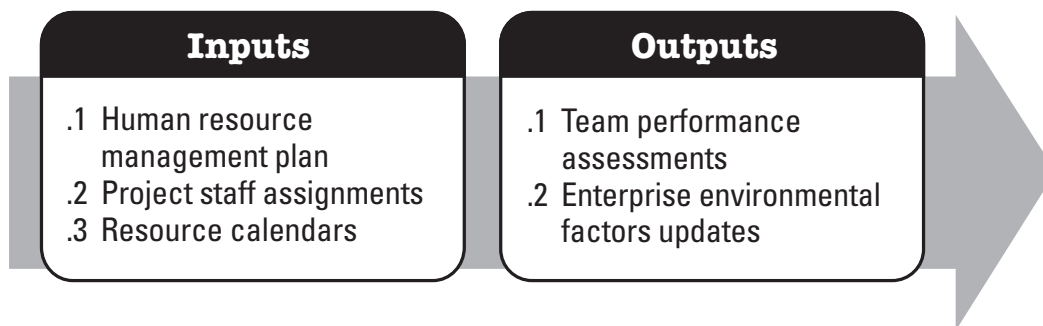 Inputs
.1 Human resource
management plan
.2 Project staff assignments
.3 Resource calendars
Outputs
.1 Team performance
assessments
.2 Enterprise environmental
factors updates